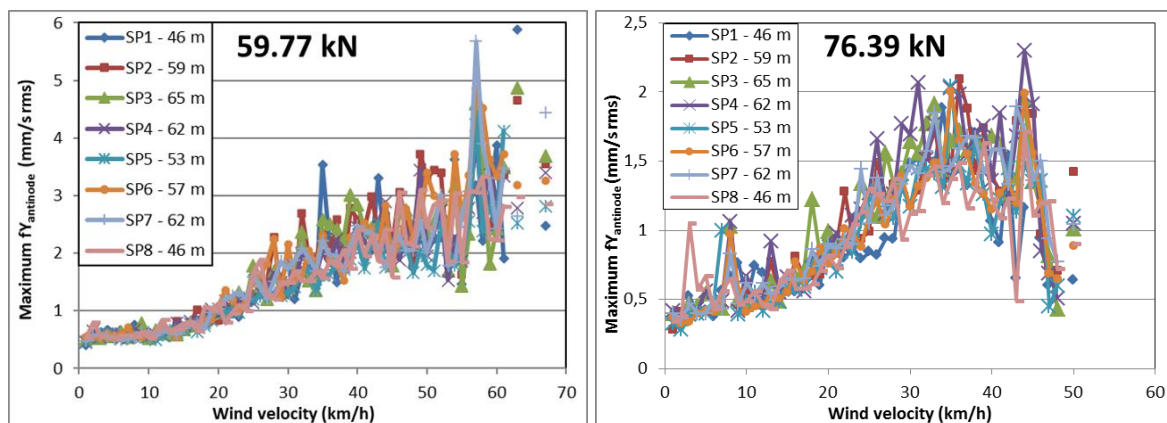 59.77 kN
SP1 - 46 m
SP2 - 59 m
SP3 - 65 m
SP4 - 62 m
SP5 - 53 m
SP6 - 57 m
SP7 - 62 m
SP8 - 46 m
Maximum fYantinode (mm/s rms)
6
5
4
3
2
1
0
0 10 20 30 40 50 60 70
Wind velocity (km/h)
76.39 kN
SP1 - 46 m
SP2 - 59 m
SP3 - 65 m
SP4 - 62 m
SP5 - 53 m
SP6 - 57 m
SP7 - 62 m
SP8 - 46 m
Maximum fYantinode (mm/s rms)
2,5
2
1,5
1
0,5
0
0 10 20 30 40 50 60
Wind velocity (km/h)